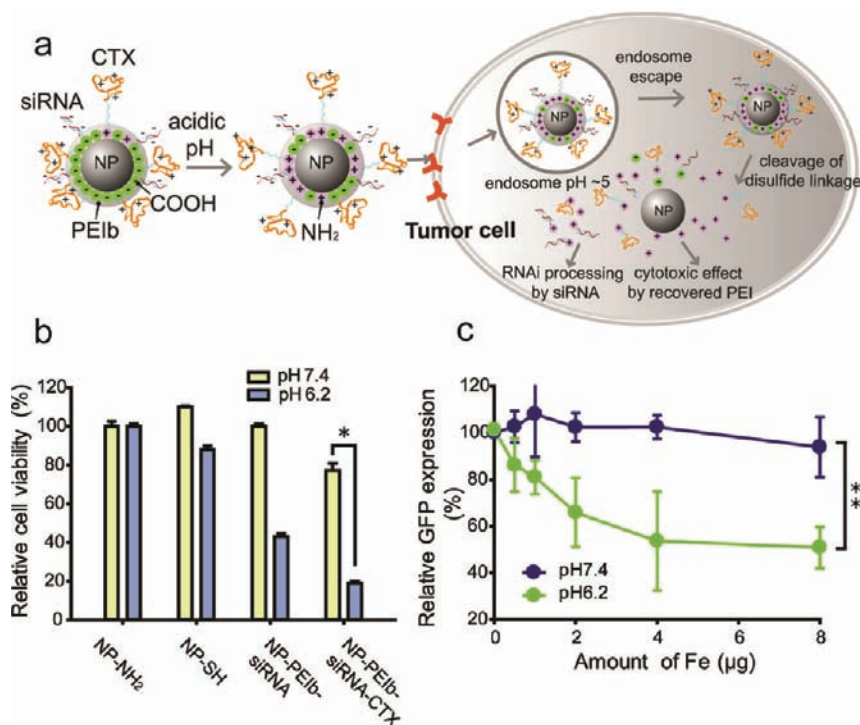 a
CTX
siRNA
NP
COOH
PEIb
acidic
pH
NP
NH₂
Tumor cell
NP
endosome pH ~5
endosome
escape
NP
cleavage of
disulfide linkage
NP
RNAi processing
by siRNA
cytotoxic effect
by recovered PEI
b
pH 7.4
pH 6.2
Relative cell viability (%)
120
100
80
60
40
20
0
*
NP-NH₂
NP-SH
NP-PEIb-
siRNA
NP-PEIb-
siRNA-CTX
c
Relative GFP expression
(%)
120
100
80
60
40
20
**
pH7.4
pH6.2
0
2
4
6
8
Amount of Fe (µg)